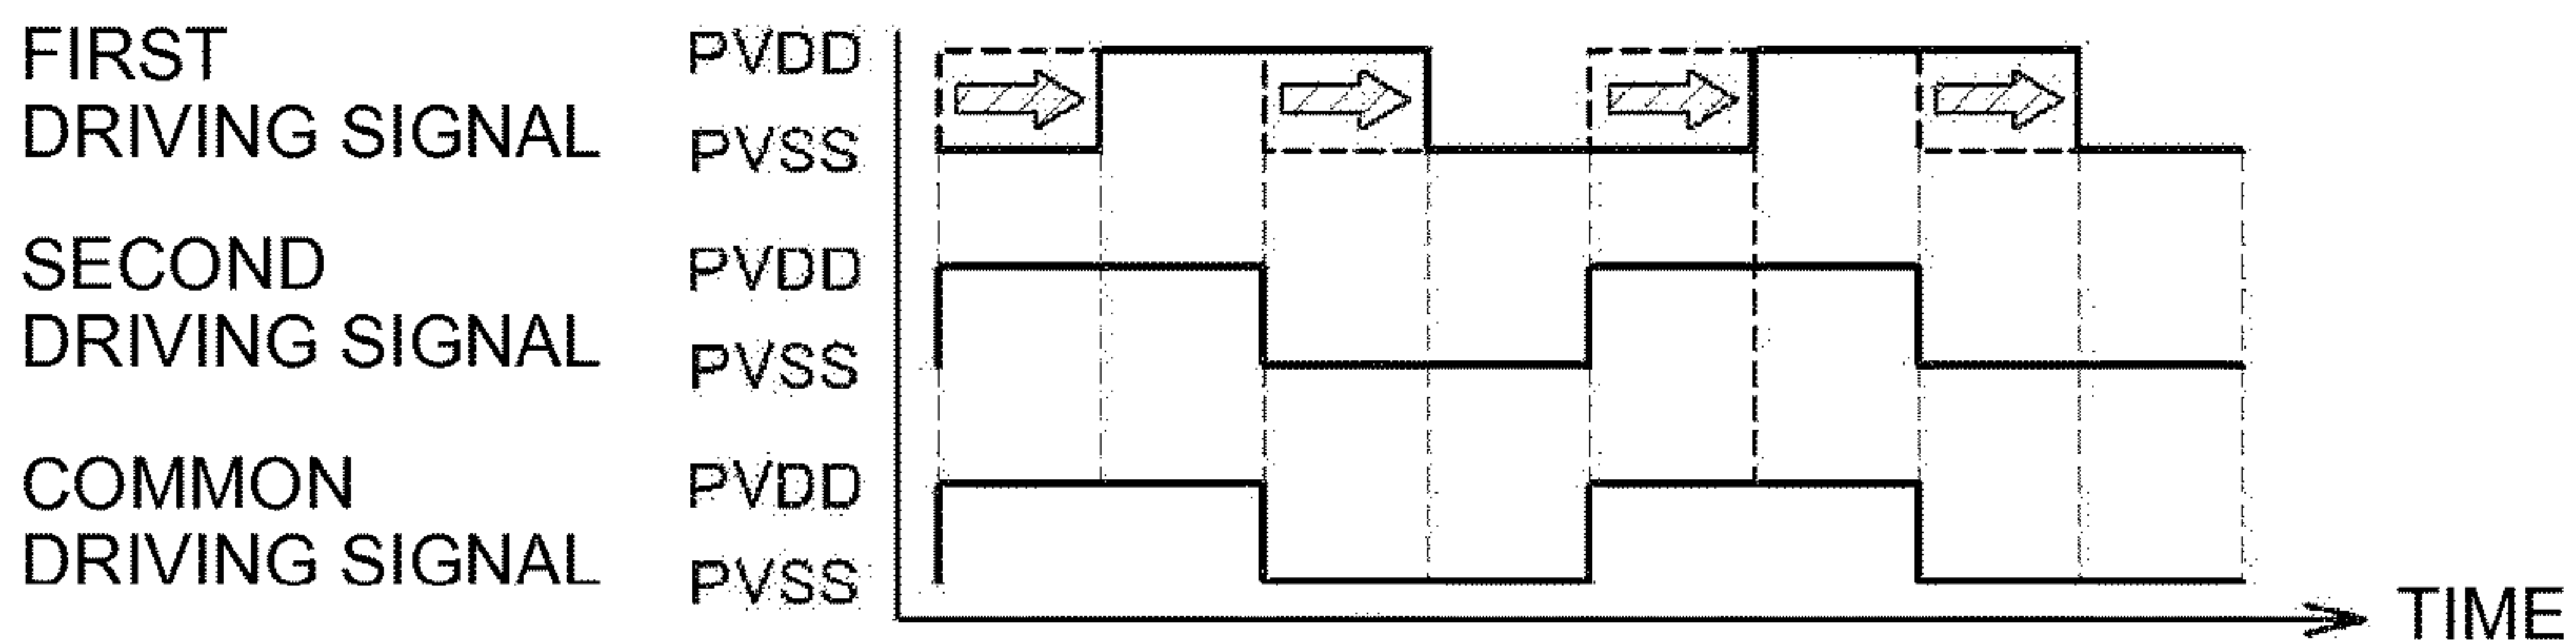 FIRST
DRIVING SIGNAL
PVDD
PVSS
SECOND
DRIVING SIGNAL
PVDD
PVSS
COMMON
DRIVING SIGNAL
PVDD
PVSS
TIME